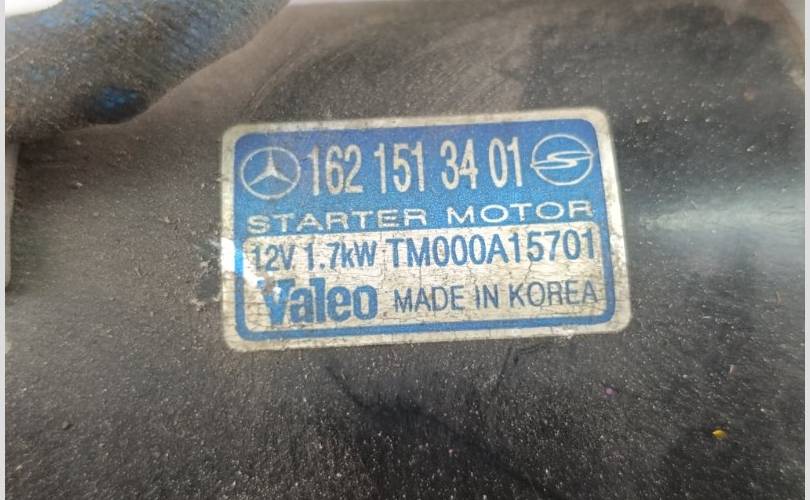 162 151 34 01
STARTER MOTOR
12V 1.7kW TM000A15701
Valeo MADE IN KOREA